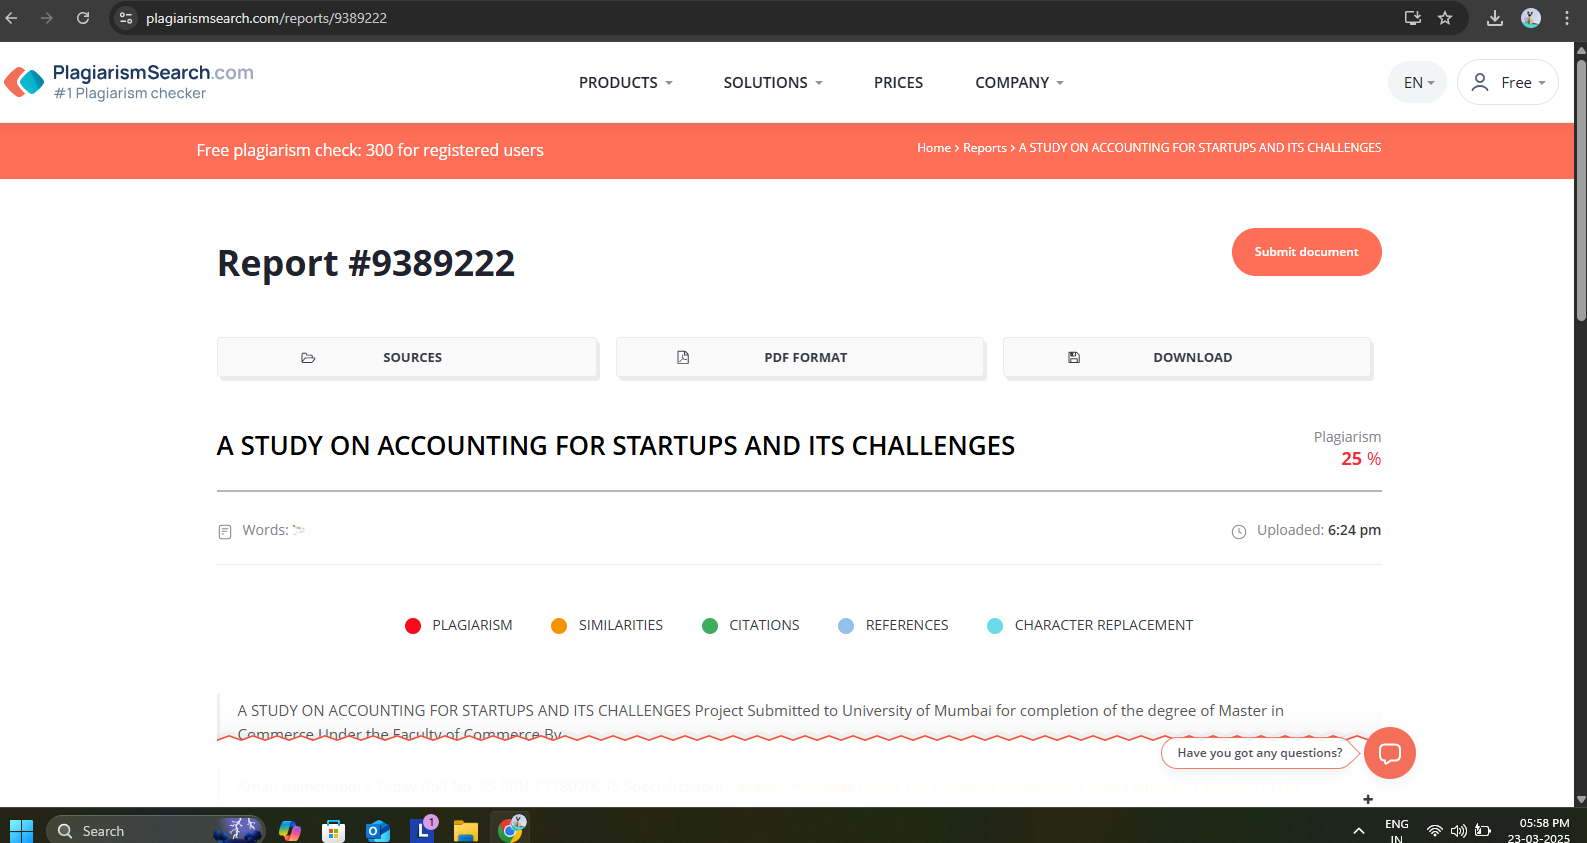 plagiarismsearch.com/reports/9389222
PlagiarismSearch.com
#1 Plagiarism checker
PRODUCTS
SOLUTIONS
PRICES
COMPANY
EN
Free
Free plagiarism check: 300 for registered users
Home › Reports › A STUDY ON ACCOUNTING FOR STARTUPS AND ITS CHALLENGES
Report #9389222
Submit document
SOURCES
PDF FORMAT
DOWNLOAD
A STUDY ON ACCOUNTING FOR STARTUPS AND ITS CHALLENGES
Plagiarism
25 %
Words:
Uploaded: 6:24 pm
PLAGIARISM
SIMILARITIES
CITATIONS
REFERENCES
CHARACTER REPLACEMENT
A STUDY ON ACCOUNTING FOR STARTUPS AND ITS CHALLENGES Project Submitted to University of Mumbai for completion of the degree of Master in
Commerce Under the Faculty of Commerce By
Have you got any questions?
Search
L
1
ENG
IN
05:58 PM
23-03-2025